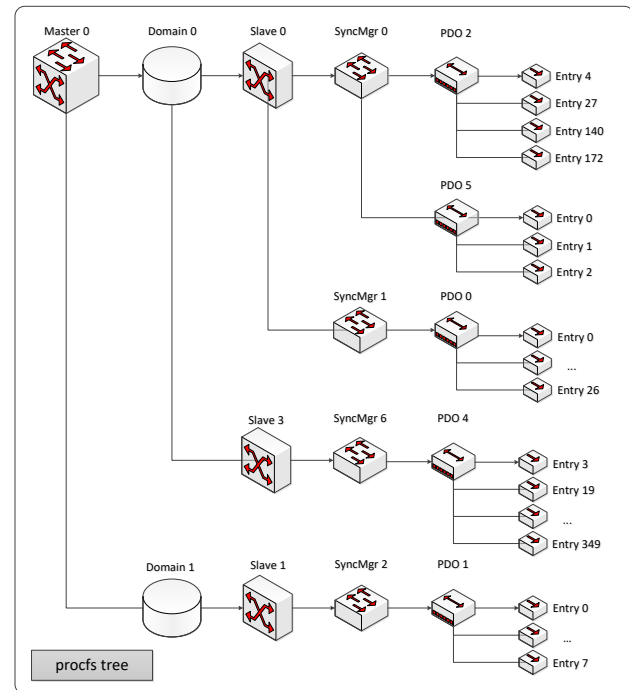 Master 0
Domain 0
Slave 0
SyncMgr 0
PDO 2
Entry 4
Entry 27
Entry 140
Entry 172
PDO 5
Entry 0
Entry 1
Entry 2
SyncMgr 1
PDO 0
Entry 0
...
Entry 26
Slave 3
SyncMgr 6
PDO 4
Entry 3
Entry 19
...
Entry 349
Domain 1
Slave 1
SyncMgr 2
PDO 1
Entry 0
...
Entry 7
procfs tree